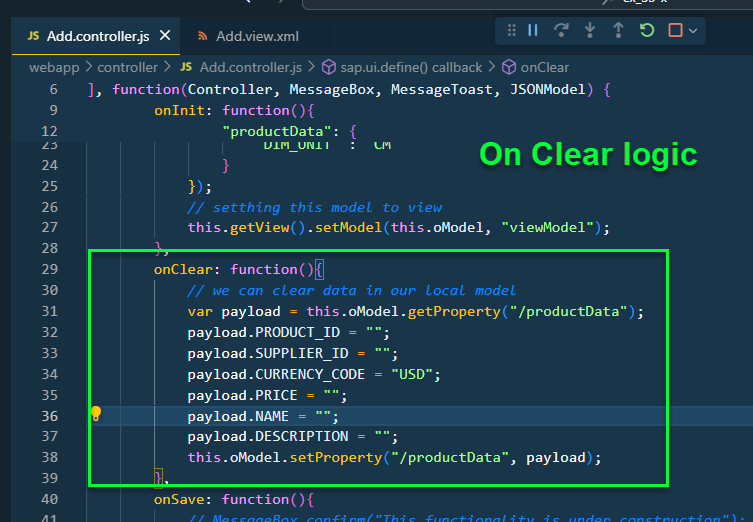 JS Add.controller.js
Add.view.xml
webapp > controller > JS Add.controller.js > sap.ui.define() callback > onClear
6 ], function(Controller, MessageBox, MessageToast, JSONModel) {
9 onInit: function(){
12 "productData": {
23 DIM_UNIT : CM
24 }
25 });
26 // setthing this model to view
27 this.getView().setModel(this.oModel, "viewModel");
28 },
29 onClear: function(){
30 // we can clear data in our local model
31 var payload = this.oModel.getProperty("/productData");
32 payload.PRODUCT_ID = "";
33 payload.SUPPLIER_ID = "";
34 payload.CURRENCY_CODE = "USD";
35 payload.PRICE = "";
36 payload.NAME = "";
37 payload.DESCRIPTION = "";
38 this.oModel.setProperty("/productData", payload);
39 },
40 onSave: function(){
41 // MessageBox.confirm("This functionality is under construction");
On Clear logic